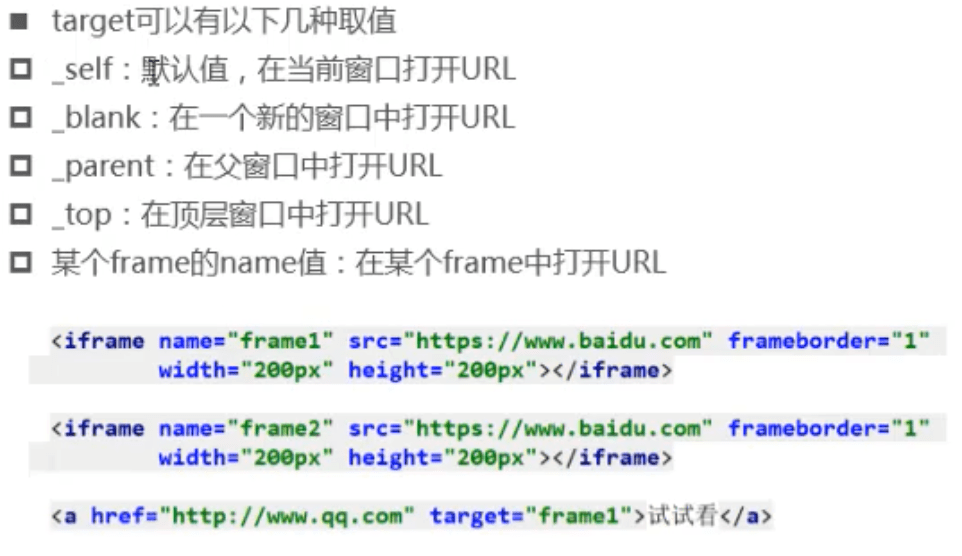 target可以有以下几种取值
_self：默认值，在当前窗口打开URL
_blank：在一个新的窗口中打开URL
_parent：在父窗口中打开URL
_top：在顶层窗口中打开URL
某个frame的name值：在某个frame中打开URL
<iframe name="frame1" src="https://www.baidu.com" frameborder="1"
width="200px" height="200px"></iframe>
<iframe name="frame2" src="https://www.baidu.com" frameborder="1"
width="200px" height="200px"></iframe>
<a href="http://www.qq.com" target="frame1">试试看</a>